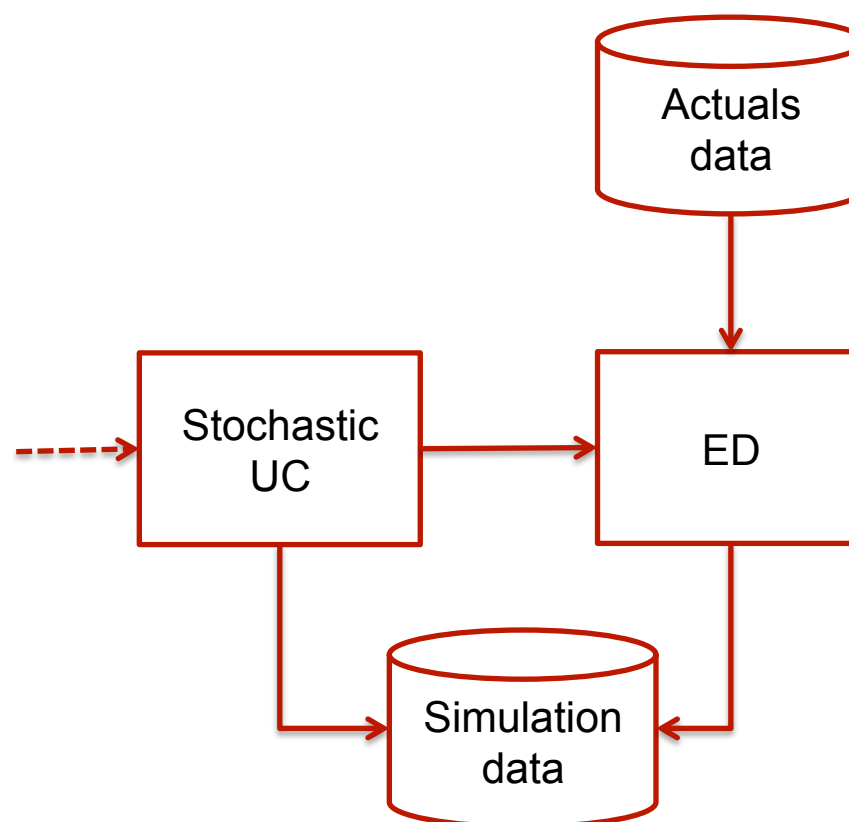 Actuals
data
Stochastic
UC
ED
Simulation
data